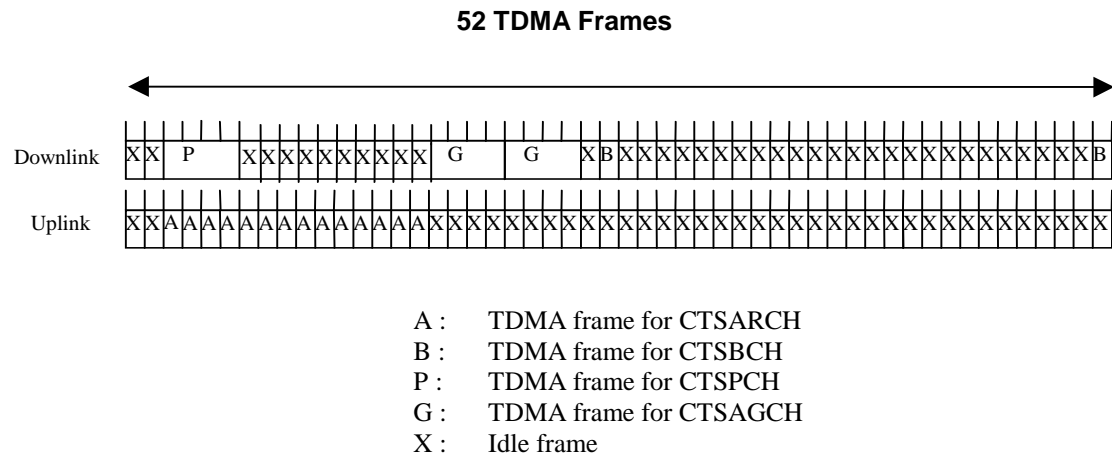 52 TDMA Frames
Downlink X X P X X X X X X X X X X G G X B X X X X X X X X X X X X X X X X X X X X X X X X X B
Uplink X X A A A A A A A A A A A A A A X X X X X X X X X X X X X X X X X X X X X X X X X X X X X X X X X X X X
A : TDMA frame for CTSARCH
B : TDMA frame for CTSBCH
P : TDMA frame for CTSPCH
G : TDMA frame for CTSAGCH
X : Idle frame